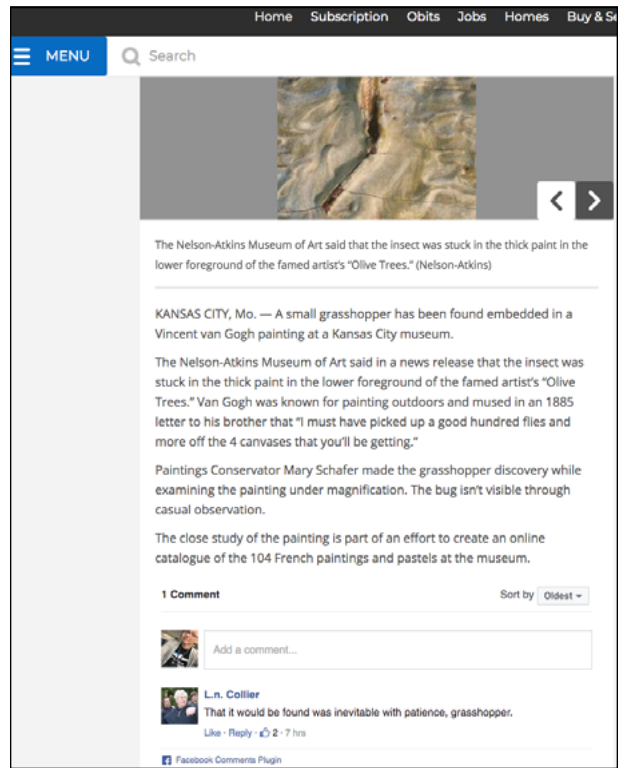 Home Subscription Obits Jobs Homes Buy & Se
MENU Search
The Nelson-Atkins Museum of Art said that the insect was stuck in the thick paint in the
lower foreground of the famed artist's “Olive Trees.” (Nelson-Atkins)
KANSAS CITY, Mo. — A small grasshopper has been found embedded in a
Vincent van Gogh painting at a Kansas City museum.
The Nelson-Atkins Museum of Art said in a news release that the insect was
stuck in the thick paint in the lower foreground of the famed artist's “Olive
Trees.” Van Gogh was known for painting outdoors and mused in an 1885
letter to his brother that “I must have picked up a good hundred flies and
more off the 4 canvases that you'll be getting.”
Paintings Conservator Mary Schafer made the grasshopper discovery while
examining the painting under magnification. The bug isn't visible through
casual observation.
The close study of the painting is part of an effort to create an online
catalogue of the 104 French paintings and pastels at the museum.
1 Comment Sort by Oldest
Add a comment...
L.n. Collier
That it would be found was inevitable with patience, grasshopper.
Like · Reply · 2 · 7 hrs
Facebook Comments Plugin